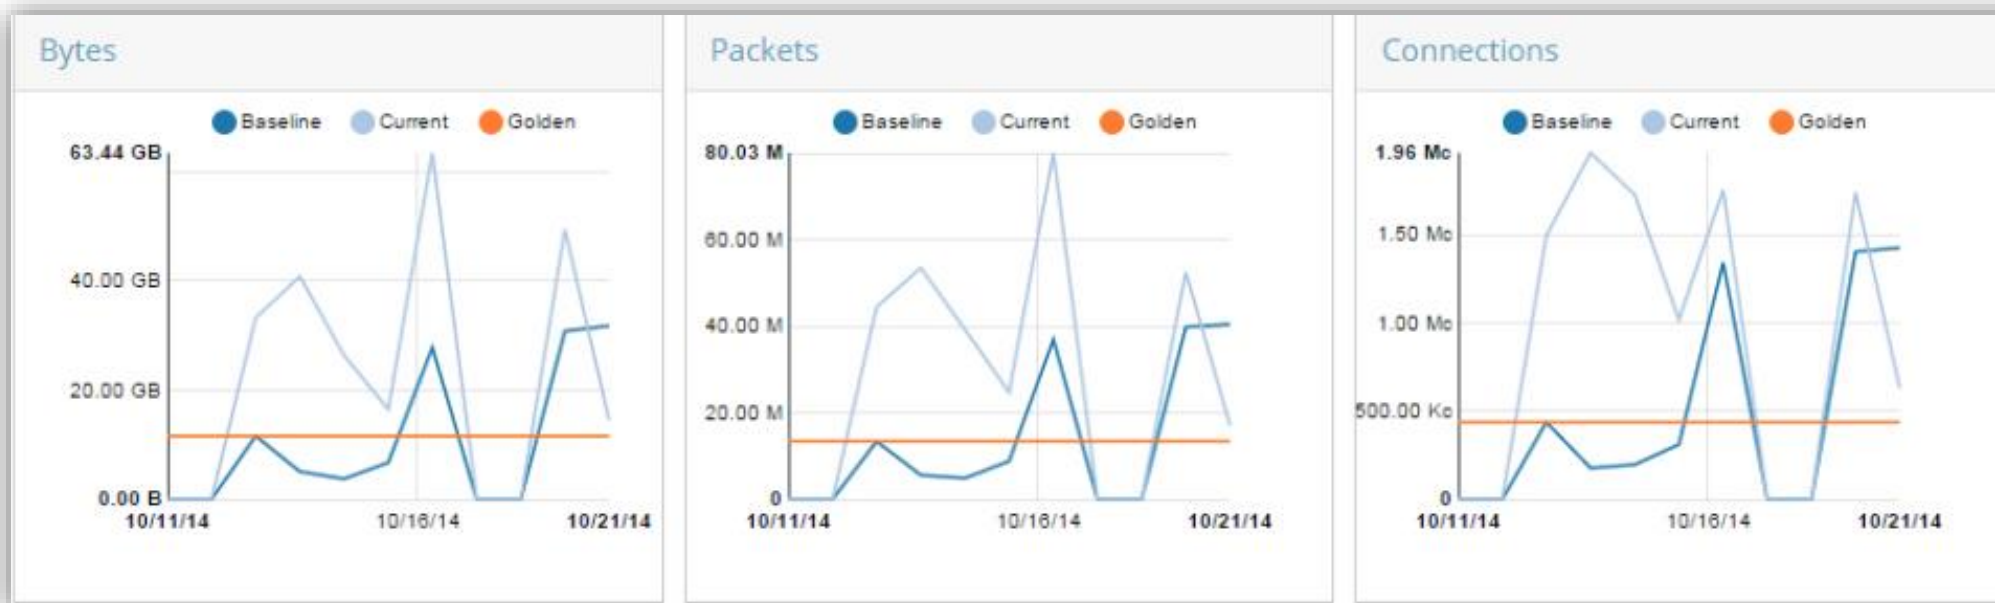 Bytes
Baseline Current Golden
63.44 GB
40.00 GB
20.00 GB
0.00 B
10/11/14 10/16/14 10/21/14
Packets
Baseline Current Golden
80.03 M
60.00 M
40.00 M
20.00 M
0
10/11/14 10/16/14 10/21/14
Connections
Baseline Current Golden
1.96 Mc
1.50 Mc
1.00 Mc
500.00 Kc
0
10/11/14 10/16/14 10/21/14